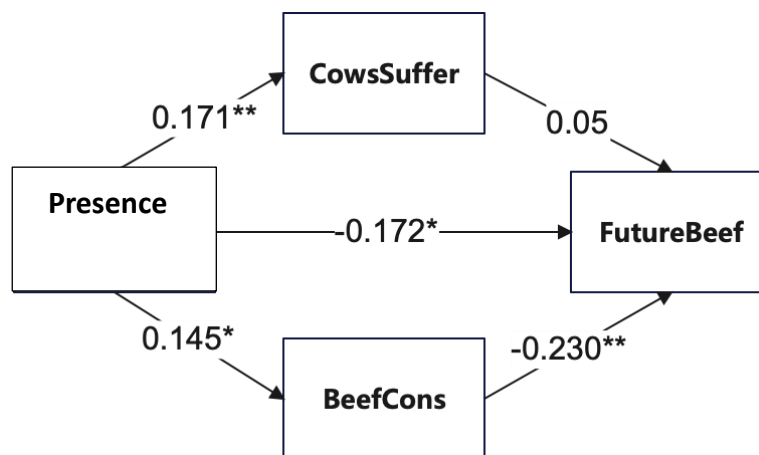 CowsSuffer
0.171**
0.05
Presence
-0.172*
FutureBeef
0.145*
-0.230**
BeefCons